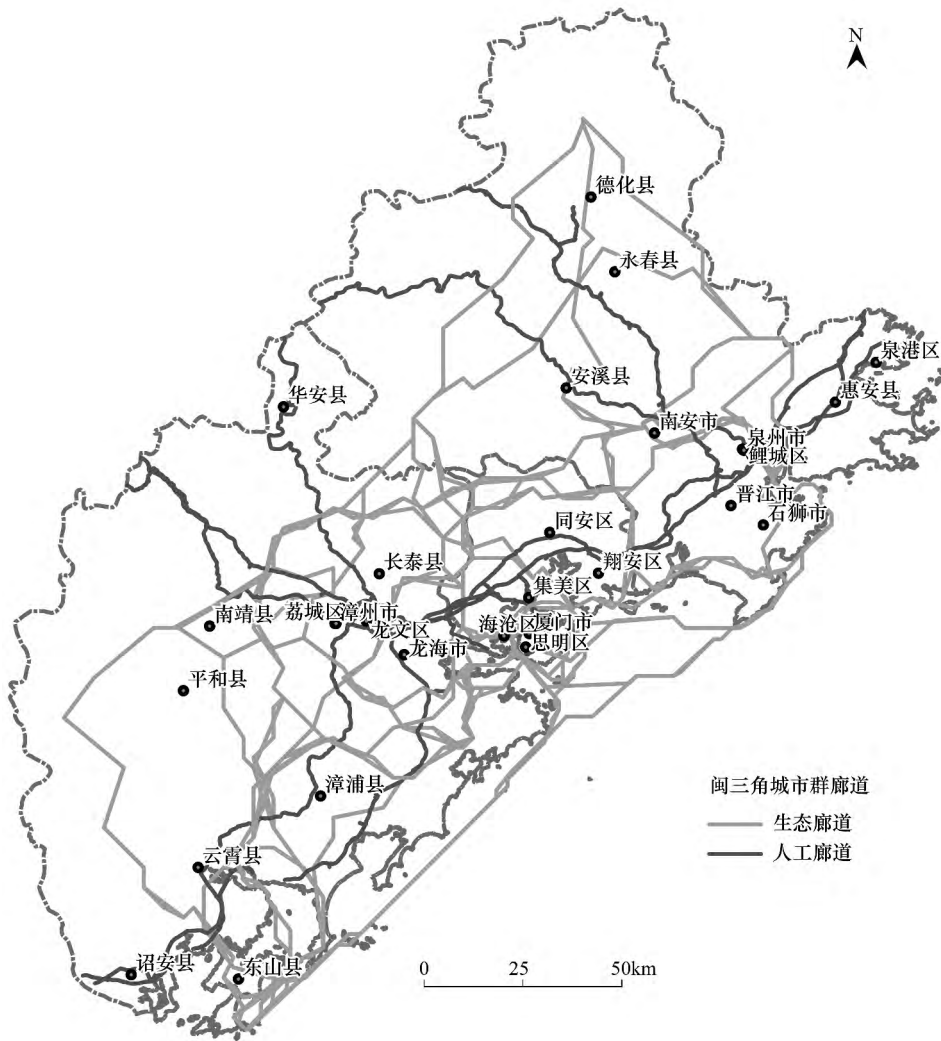 N
德化县
永春县
泉港区
安溪县
惠安县
华安县
南安市
泉州市
鲤城区
晋江市
石狮市
同安区
长泰县
翔安区
集美区
南靖县
荔城区
漳州市
龙文区
海沧区
厦门市
思明区
龙海市
平和县
漳浦县
闽三角城市群廊道
生态廊道
人工廊道
云霄县
诏安县
东山县
0 25 50km